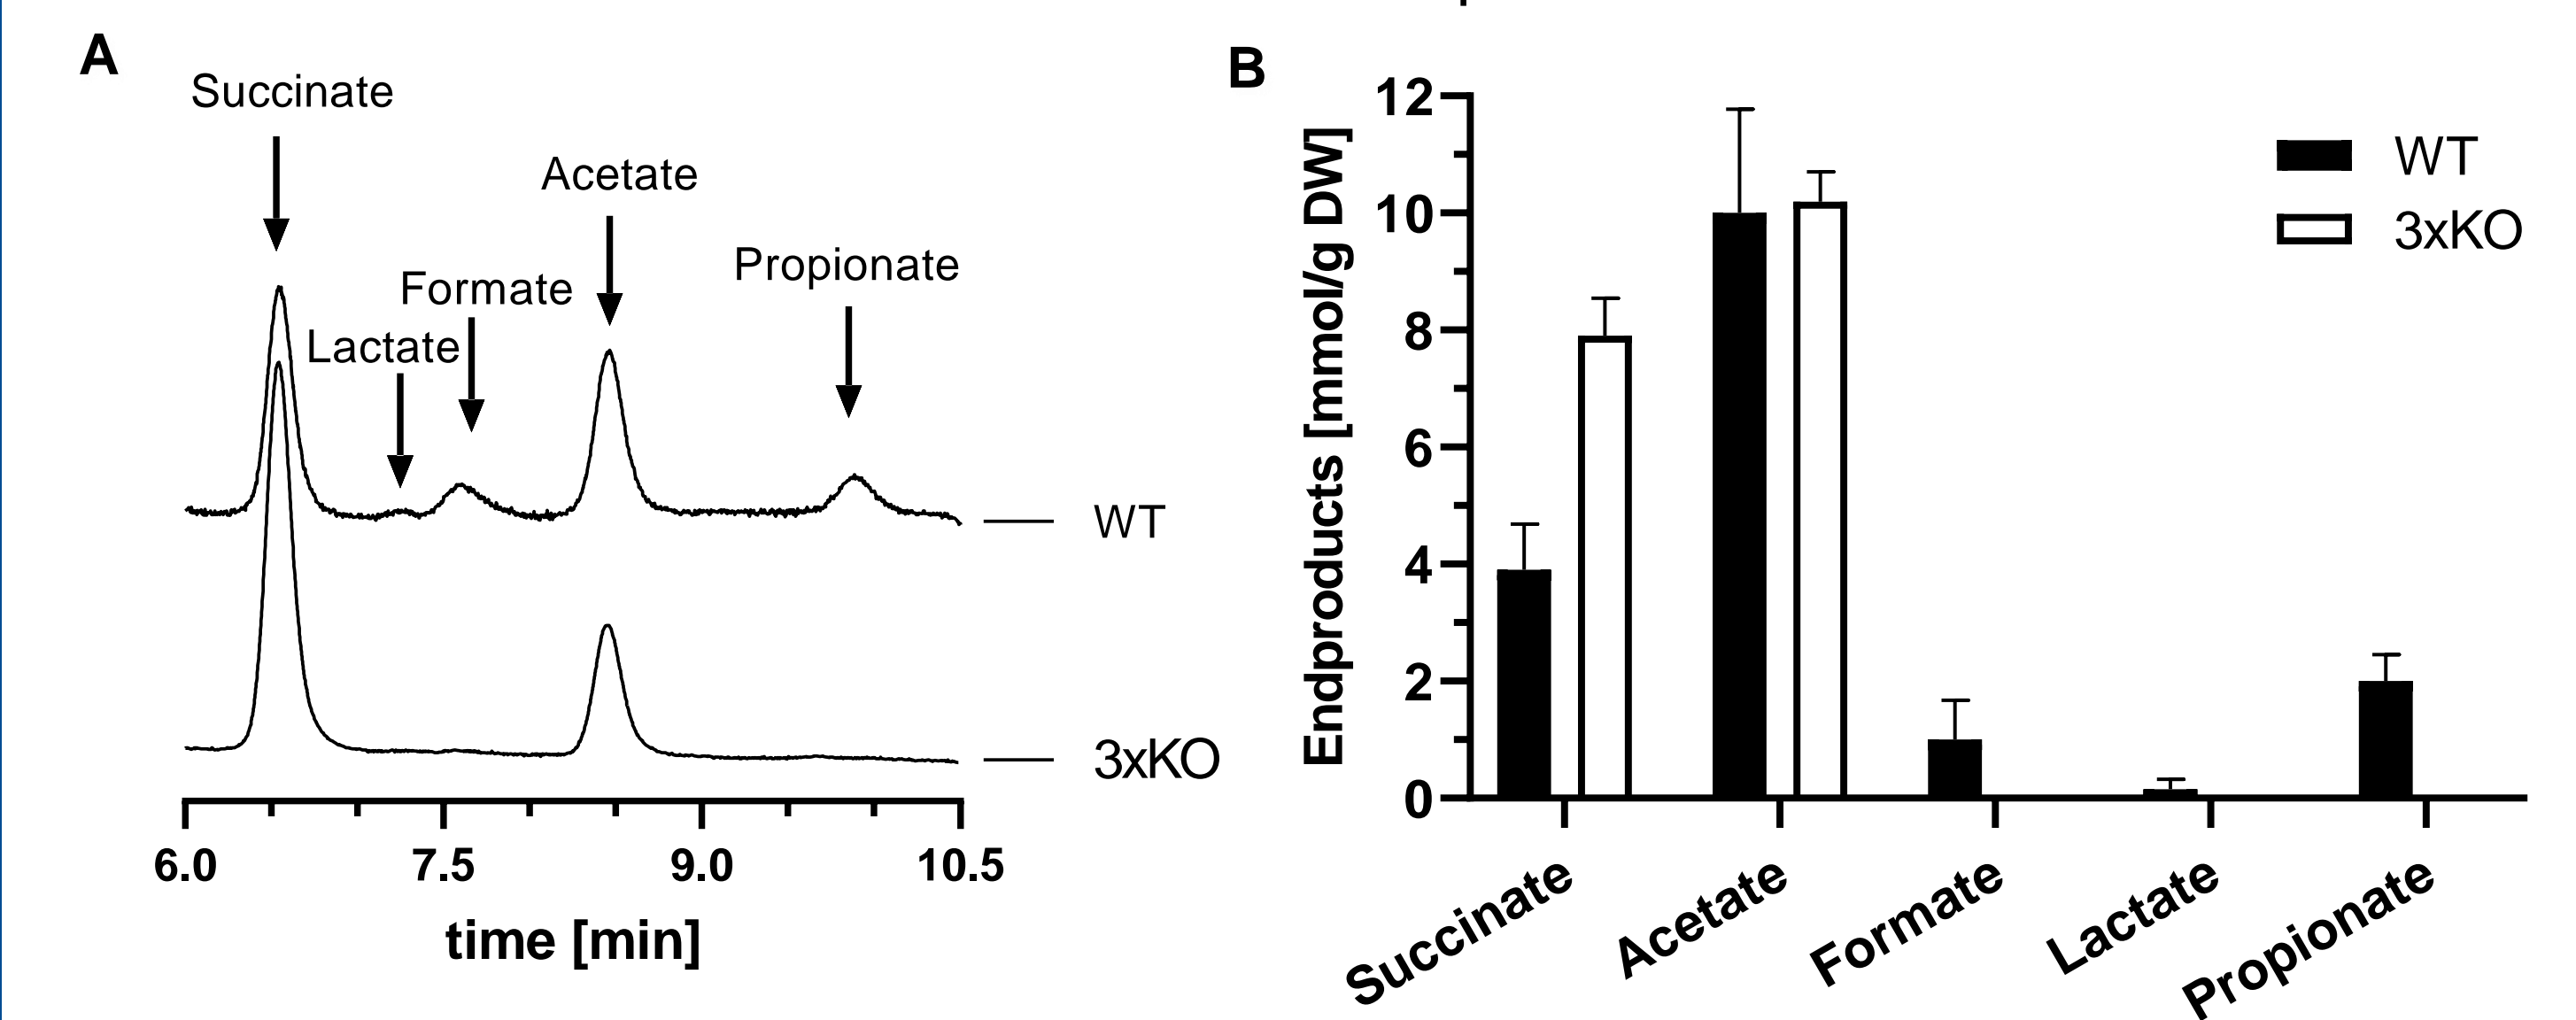 A
Succinate
Acetate
Propionate
Formate
Lactate
WT
3xKO
6.0 7.5 9.0 10.5
time [min]
B
Endproducts [mmol/g DW]
12
10
8
6
4
2
0
WT
3xKO
Succinate
Acetate
Formate
Lactate
Propionate